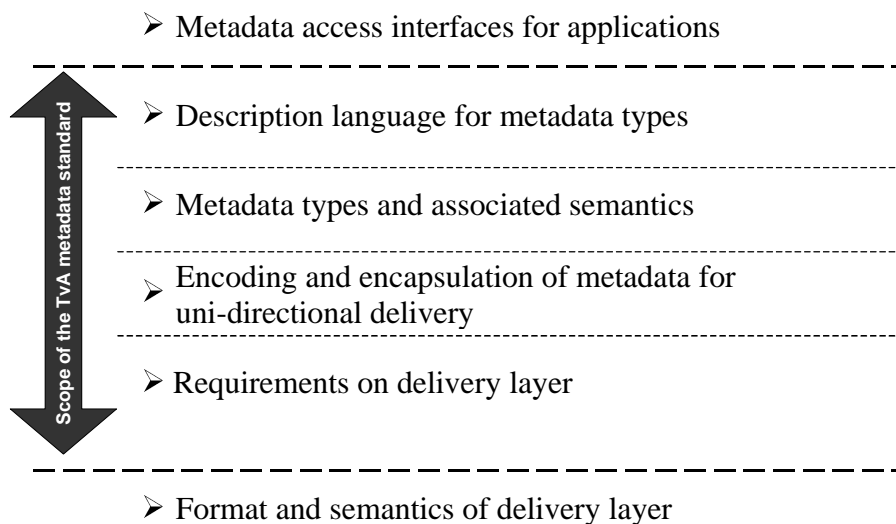 ➢ Metadata access interfaces for applications
Scope of the TvA metadata standard
➢ Description language for metadata types
➢ Metadata types and associated semantics
➢ Encoding and encapsulation of metadata for
uni-directional delivery
➢ Requirements on delivery layer
➢ Format and semantics of delivery layer